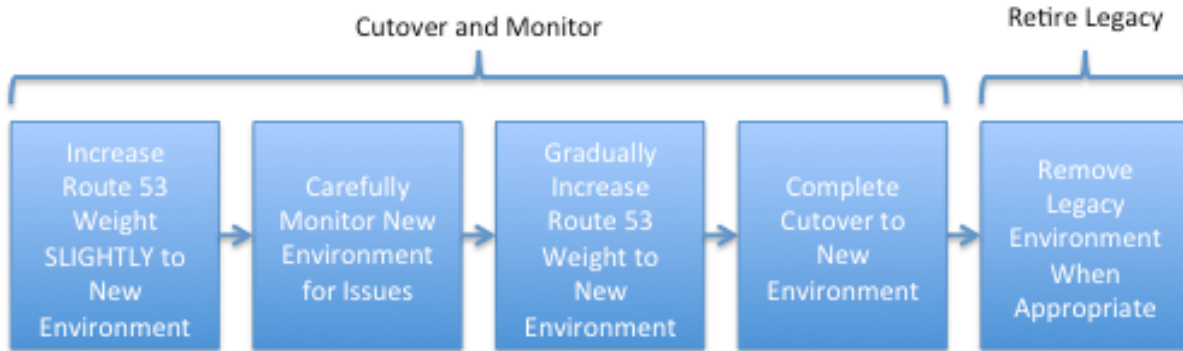 Cutover and Monitor
Retire Legacy
Increase
Route 53
Weight
SLIGHTLY to
New
Environment
Carefully
Monitor New
Environment
for Issues
Gradually
Increase
Route 53
Weight to
New
Environment
Complete
Cutover to
New
Environment
Remove
Legacy
Environment
When
Appropriate